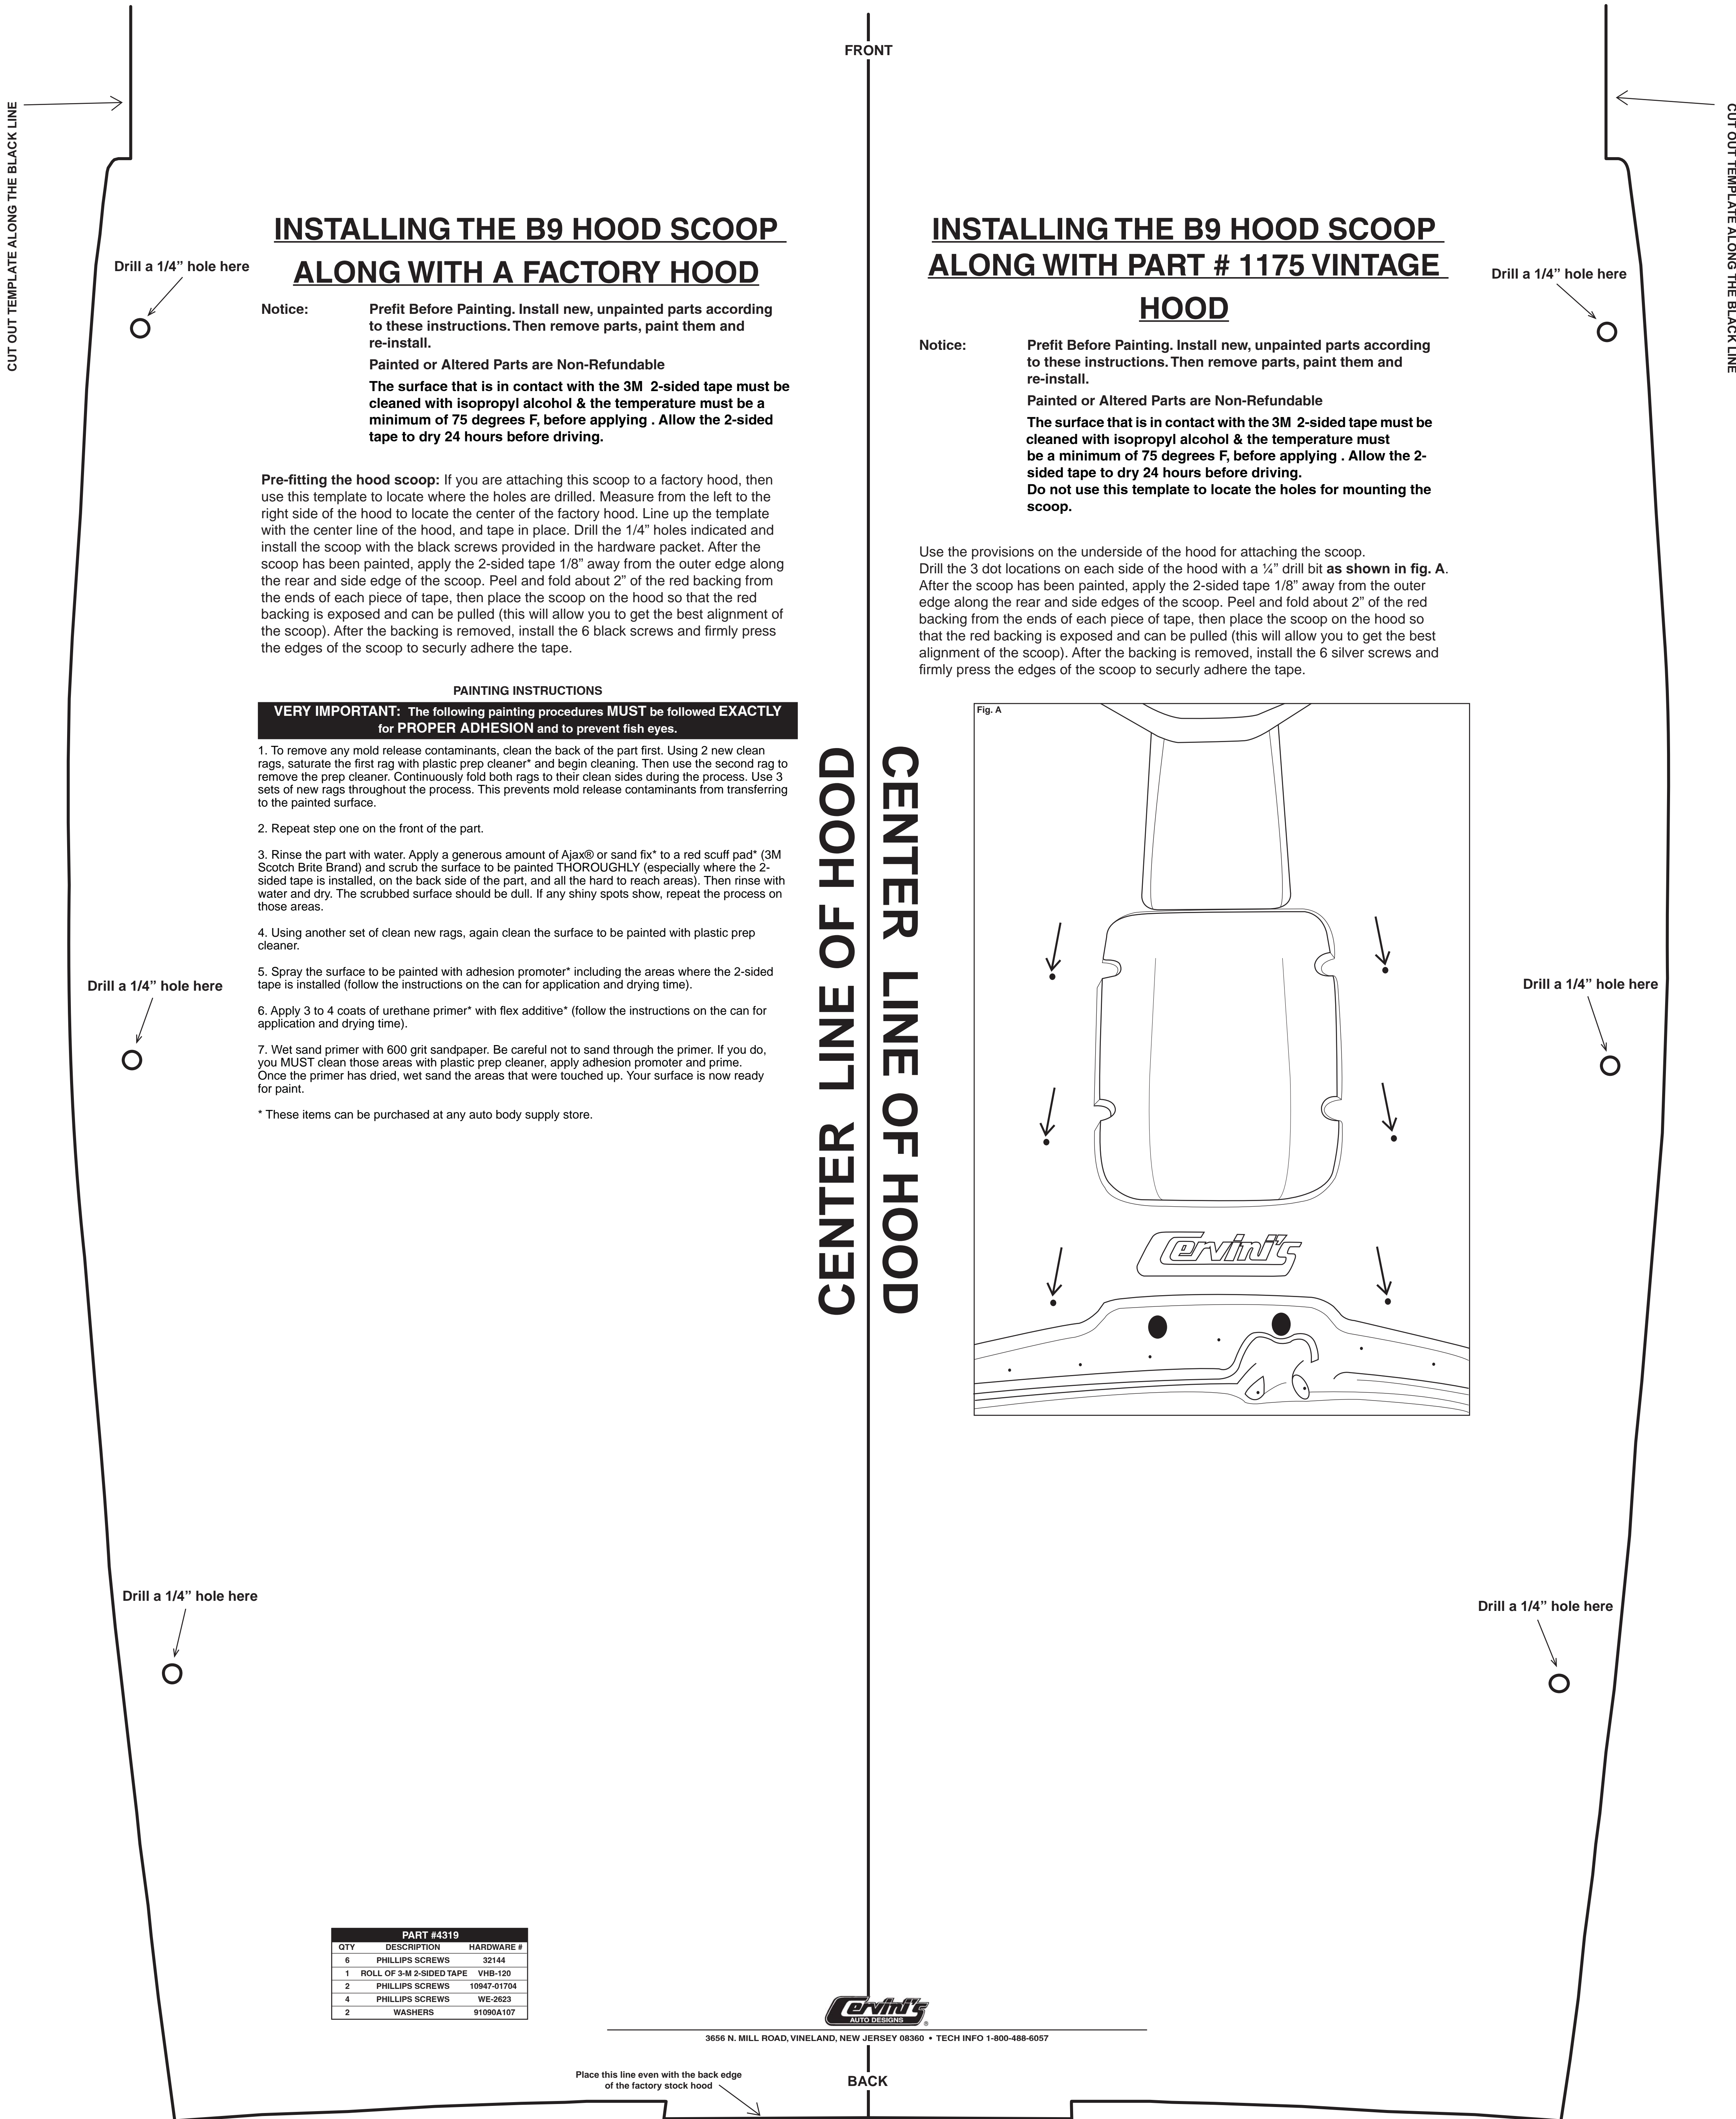 FRONT
CUT OUT TEMPLATE ALONG THE BLACK LINE
CUT OUT TEMPLATE ALONG THE BLACK LINE
Drill a 1/4” hole here
INSTALLING THE B9 HOOD SCOOP
ALONG WITH A FACTORY HOOD
Notice:
Prefit Before Painting. Install new, unpainted parts according
to these instructions. Then remove parts, paint them and
re-install.
Painted or Altered Parts are Non-Refundable
The surface that is in contact with the 3M 2-sided tape must be
cleaned with isopropyl alcohol & the temperature must be a
minimum of 75 degrees F, before applying . Allow the 2-sided
tape to dry 24 hours before driving.
Pre-fitting the hood scoop: If you are attaching this scoop to a factory hood, then
use this template to locate where the holes are drilled. Measure from the left to the
right side of the hood to locate the center of the factory hood. Line up the template
with the center line of the hood, and tape in place. Drill the 1/4” holes indicated and
install the scoop with the black screws provided in the hardware packet. After the
scoop has been painted, apply the 2-sided tape 1/8” away from the outer edge along
the rear and side edge of the scoop. Peel and fold about 2” of the red backing from
the ends of each piece of tape, then place the scoop on the hood so that the red
backing is exposed and can be pulled (this will allow you to get the best alignment of
the scoop). After the backing is removed, install the 6 black screws and firmly press
the edges of the scoop to securly adhere the tape.
PAINTING INSTRUCTIONS
VERY IMPORTANT: The following painting procedures MUST be followed EXACTLY
for PROPER ADHESION and to prevent fish eyes.
1. To remove any mold release contaminants, clean the back of the part first. Using 2 new clean
rags, saturate the first rag with plastic prep cleaner* and begin cleaning. Then use the second rag to
remove the prep cleaner. Continuously fold both rags to their clean sides during the process. Use 3
sets of new rags throughout the process. This prevents mold release contaminants from transferring
to the painted surface.
2. Repeat step one on the front of the part.
3. Rinse the part with water. Apply a generous amount of Ajax® or sand fix* to a red scuff pad* (3M
Scotch Brite Brand) and scrub the surface to be painted THOROUGHLY (especially where the 2-
sided tape is installed, on the back side of the part, and all the hard to reach areas). Then rinse with
water and dry. The scrubbed surface should be dull. If any shiny spots show, repeat the process on
those areas.
4. Using another set of clean new rags, again clean the surface to be painted with plastic prep
cleaner.
5. Spray the surface to be painted with adhesion promoter* including the areas where the 2-sided
tape is installed (follow the instructions on the can for application and drying time).
6. Apply 3 to 4 coats of urethane primer* with flex additive* (follow the instructions on the can for
application and drying time).
7. Wet sand primer with 600 grit sandpaper. Be careful not to sand through the primer. If you do,
you MUST clean those areas with plastic prep cleaner, apply adhesion promoter and prime.
Once the primer has dried, wet sand the areas that were touched up. Your surface is now ready
for paint.
* These items can be purchased at any auto body supply store.
Drill a 1/4” hole here
Drill a 1/4” hole here
CENTER LINE OF HOOD
CENTER LINE OF HOOD
INSTALLING THE B9 HOOD SCOOP
ALONG WITH PART # 1175 VINTAGE
HOOD
Notice:
Prefit Before Painting. Install new, unpainted parts according
to these instructions. Then remove parts, paint them and
re-install.
Painted or Altered Parts are Non-Refundable
The surface that is in contact with the 3M 2-sided tape must be
cleaned with isopropyl alcohol & the temperature must
be a minimum of 75 degrees F, before applying . Allow the 2-
sided tape to dry 24 hours before driving.
Do not use this template to locate the holes for mounting the
scoop.
Use the provisions on the underside of the hood for attaching the scoop.
Drill the 3 dot locations on each side of the hood with a ¼” drill bit as shown in fig. A.
After the scoop has been painted, apply the 2-sided tape 1/8” away from the outer
edge along the rear and side edges of the scoop. Peel and fold about 2” of the red
backing from the ends of each piece of tape, then place the scoop on the hood so
that the red backing is exposed and can be pulled (this will allow you to get the best
alignment of the scoop). After the backing is removed, install the 6 silver screws and
firmly press the edges of the scoop to securly adhere the tape.
Fig. A
Cervini's
Drill a 1/4” hole here
Drill a 1/4” hole here
Drill a 1/4” hole here
PART #4319
QTY DESCRIPTION HARDWARE #
6 PHILLIPS SCREWS 32144
1 ROLL OF 3-M 2-SIDED TAPE VHB-120
2 PHILLIPS SCREWS 10947-01704
4 PHILLIPS SCREWS WE-2623
2 WASHERS 91090A107
Cervini's
AUTO DESIGNS ®
3656 N. MILL ROAD, VINELAND, NEW JERSEY 08360 • TECH INFO 1-800-488-6057
Place this line even with the back edge
of the factory stock hood
BACK